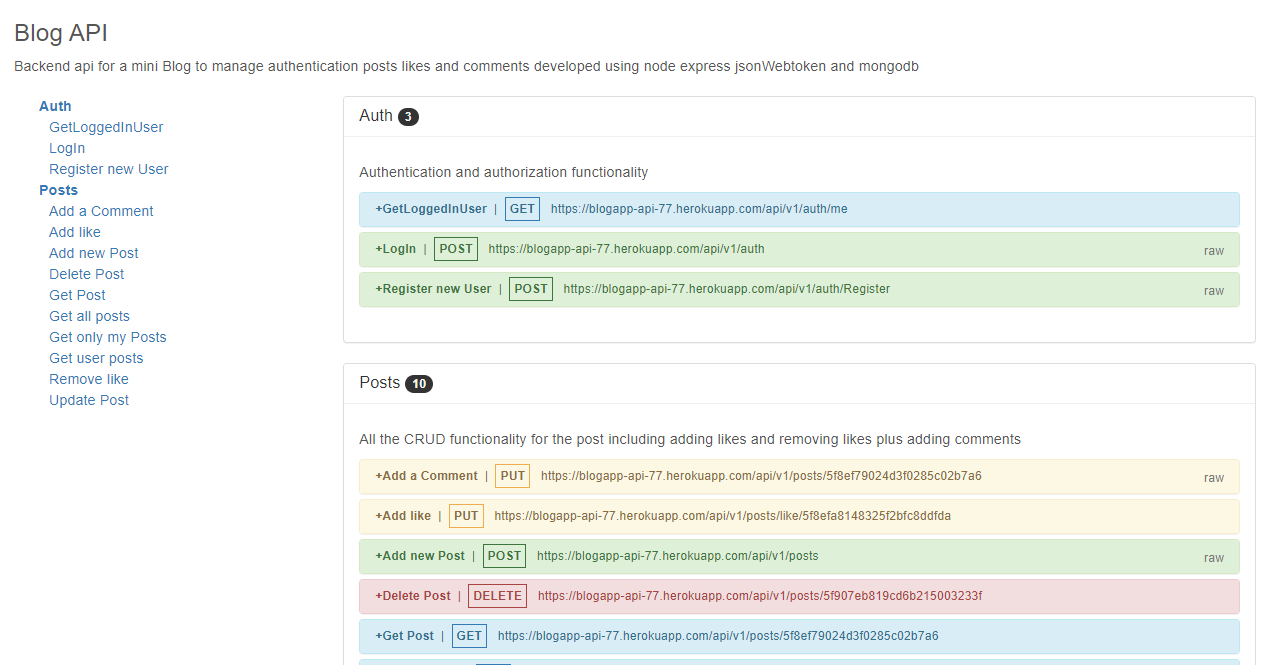 Blog API
Backend api for a mini Blog to manage authentication posts likes and comments developed using node express jsonWebtoken and mongodb
Auth
GetLoggedInUser
LogIn
Register new User
Posts
Add a Comment
Add like
Add new Post
Delete Post
Get Post
Get all posts
Get only my Posts
Get user posts
Remove like
Update Post
Auth 3
Authentication and authorization functionality
+GetLoggedInUser | GET https://blogapp-api-77.herokuapp.com/api/v1/auth/me
+LogIn | POST https://blogapp-api-77.herokuapp.com/api/v1/auth raw
+Register new User | POST https://blogapp-api-77.herokuapp.com/api/v1/auth/Register raw
Posts 10
All the CRUD functionality for the post including adding likes and removing likes plus adding comments
+Add a Comment | PUT https://blogapp-api-77.herokuapp.com/api/v1/posts/5f8ef79024d3f0285c02b7a6 raw
+Add like | PUT https://blogapp-api-77.herokuapp.com/api/v1/posts/like/5f8efa8148325f2bfc8ddfda
+Add new Post | POST https://blogapp-api-77.herokuapp.com/api/v1/posts raw
+Delete Post | DELETE https://blogapp-api-77.herokuapp.com/api/v1/posts/5f907eb819cd6b215003233f
+Get Post | GET https://blogapp-api-77.herokuapp.com/api/v1/posts/5f8ef79024d3f0285c02b7a6